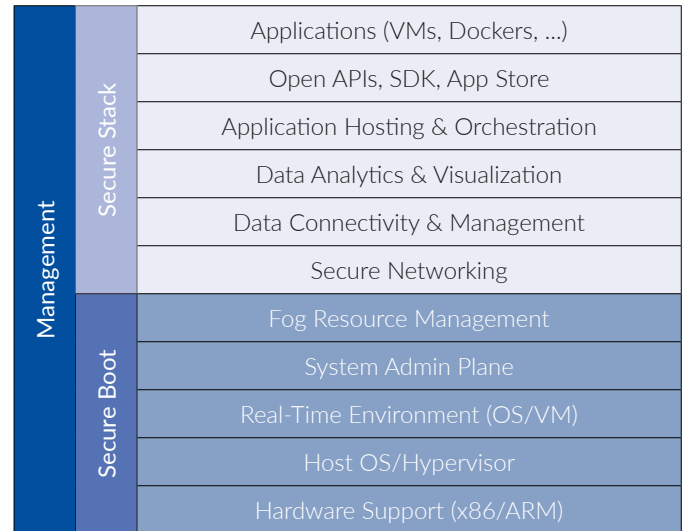 Management
Secure Stack
Applications (VMs, Dockers, ...)
Open APIs, SDK, App Store
Application Hosting & Orchestration
Data Analytics & Visualization
Data Connectivity & Management
Secure Networking
Secure Boot
Fog Resource Management
System Admin Plane
Real-Time Environment (OS/VM)
Host OS/Hypervisor
Hardware Support (x86/ARM)